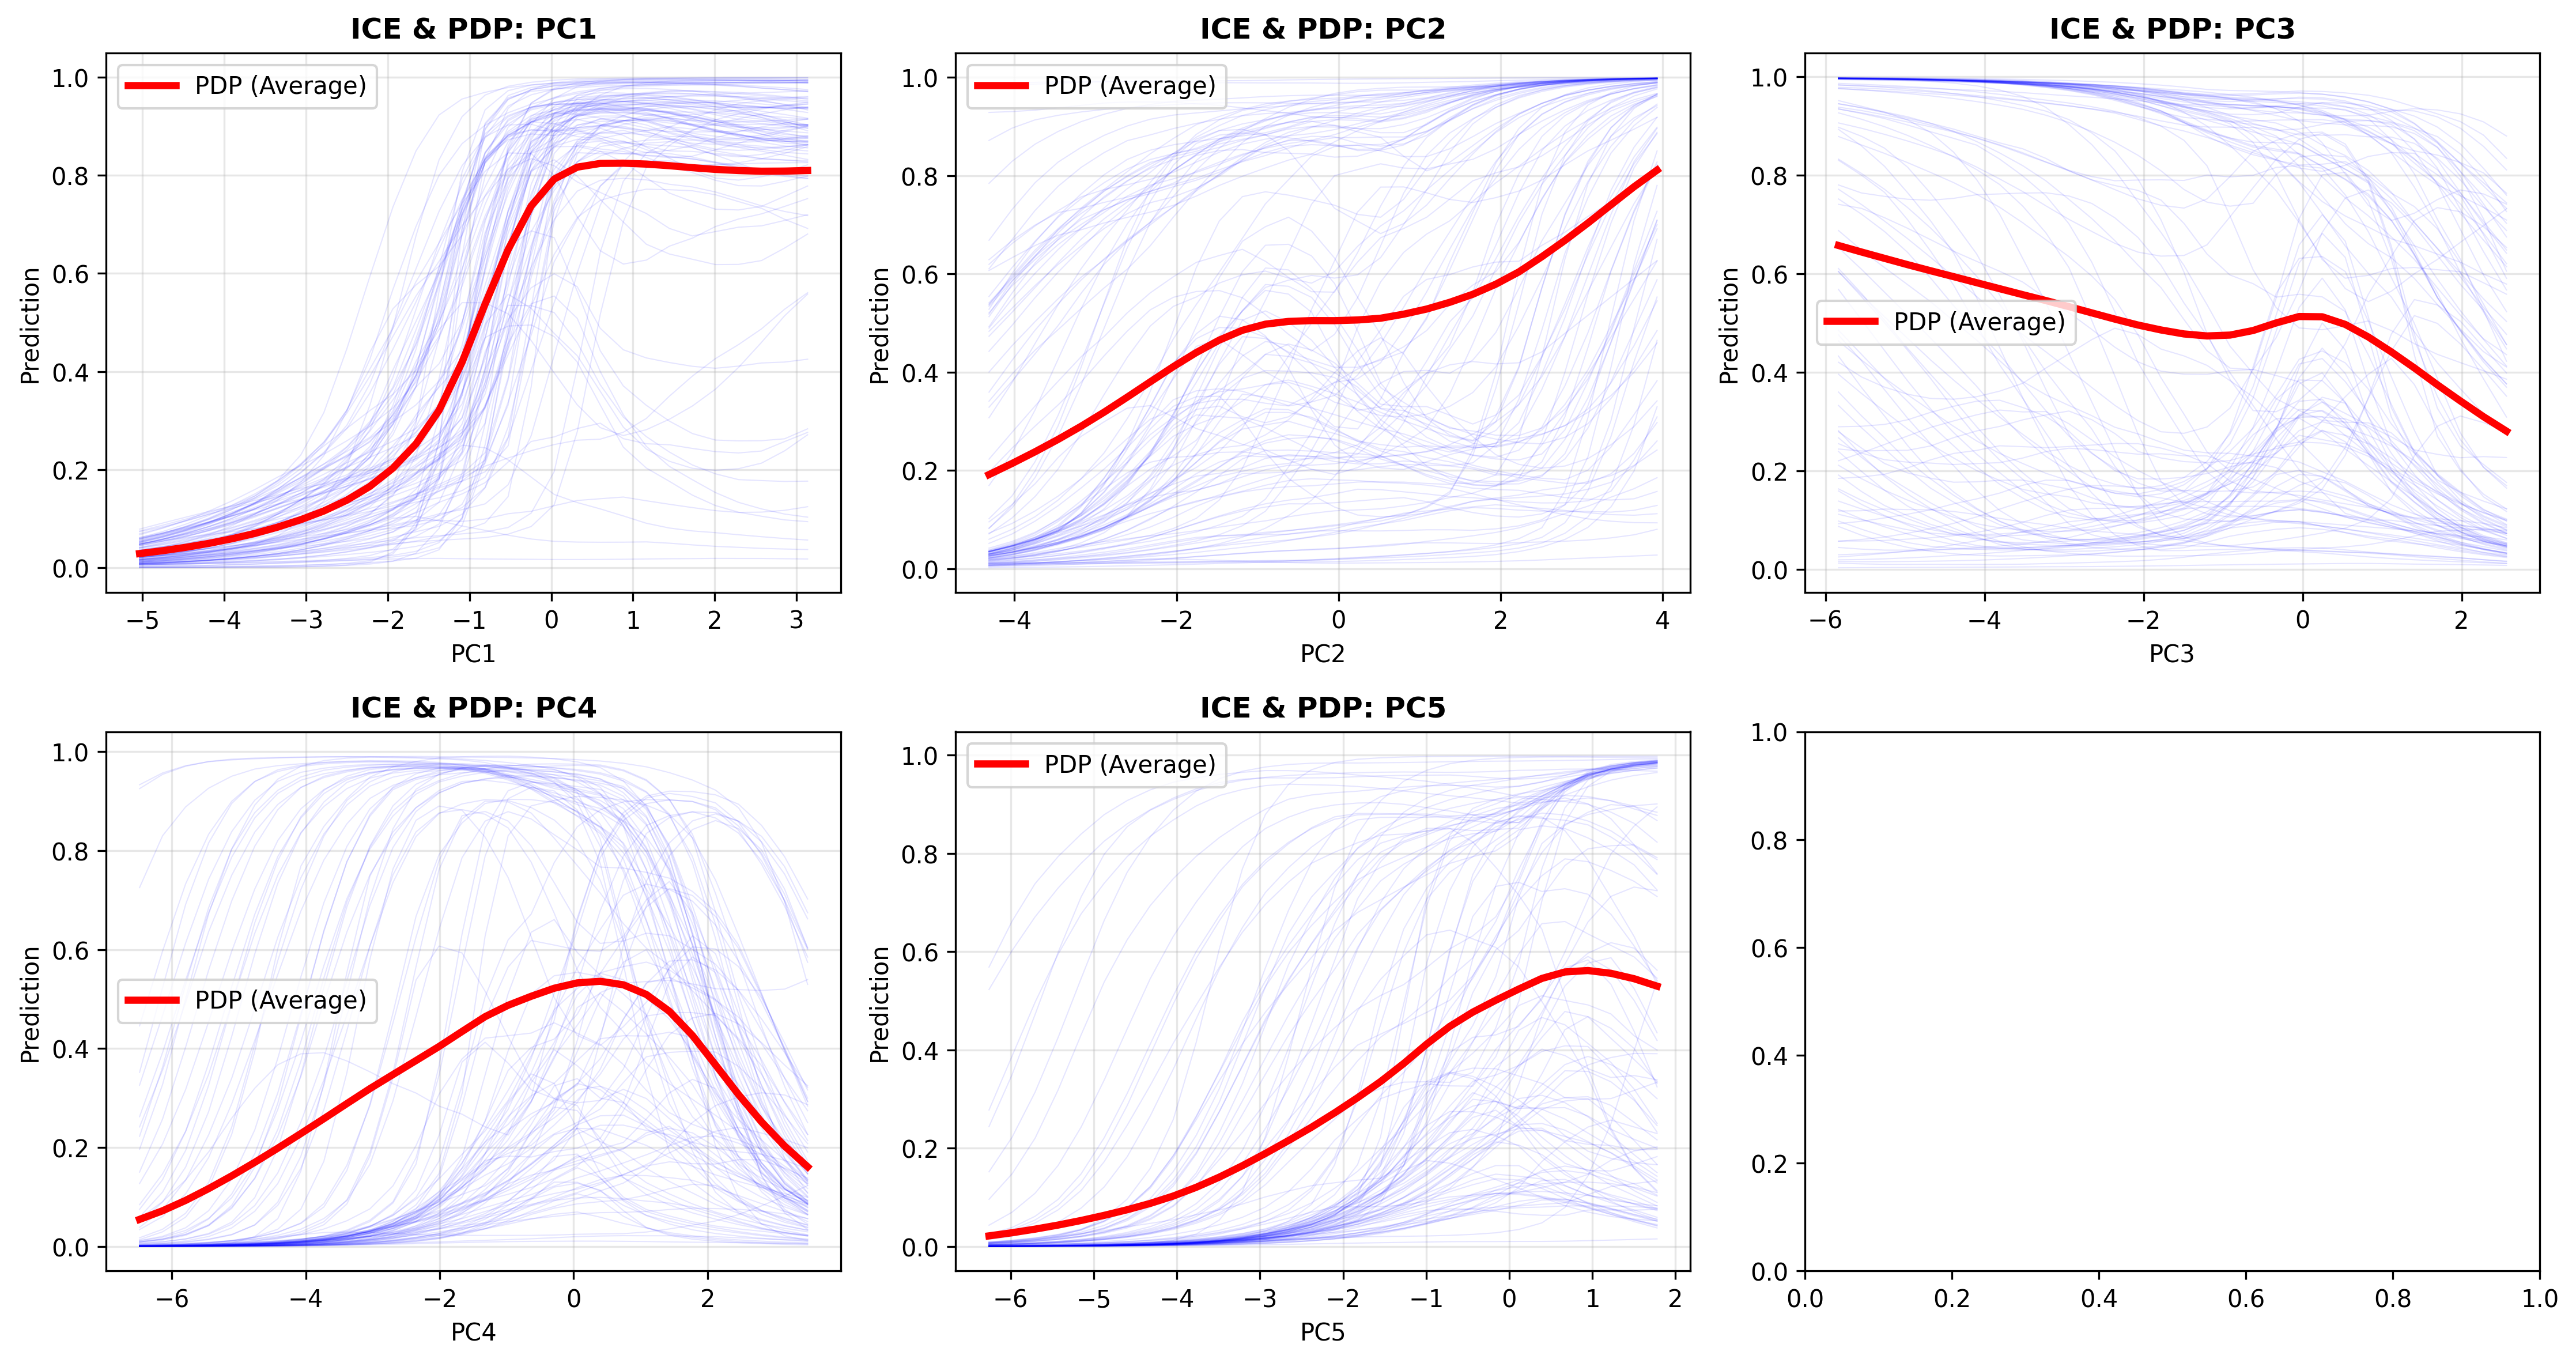 ICE & PDP: PC1
PDP (Average)
Prediction
1.0
0.8
0.6
0.4
0.2
0.0
−5 −4 −3 −2 −1 0 1 2 3
PC1
ICE & PDP: PC2
PDP (Average)
Prediction
1.0
0.8
0.6
0.4
0.2
0.0
−4 −2 0 2 4
PC2
ICE & PDP: PC3
PDP (Average)
Prediction
1.0
0.8
0.6
0.4
0.2
0.0
−6 −4 −2 0 2
PC3
ICE & PDP: PC4
PDP (Average)
Prediction
1.0
0.8
0.6
0.4
0.2
0.0
−6 −4 −2 0 2
PC4
ICE & PDP: PC5
PDP (Average)
Prediction
1.0
0.8
0.6
0.4
0.2
0.0
−6 −5 −4 −3 −2 −1 0 1 2
PC5
1.0
0.8
0.6
0.4
0.2
0.0
0.0 0.2 0.4 0.6 0.8 1.0